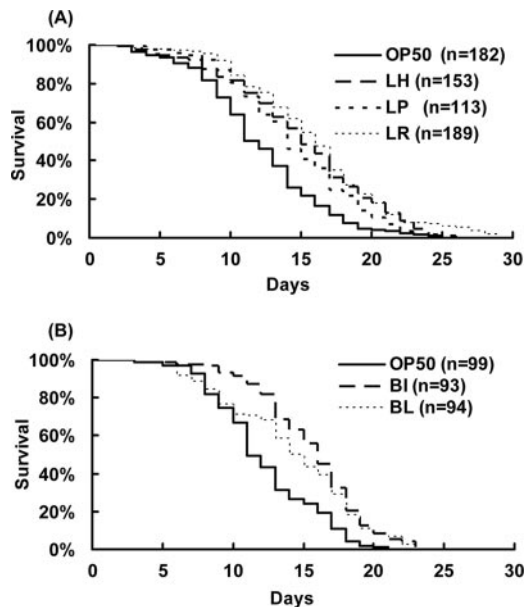 (A)
100%
80%
60%
40%
20%
0%
Survival
OP50 (n=182)
LH (n=153)
LP (n=113)
LR (n=189)
0 5 10 15 20 25 30
Days
(B)
100%
80%
60%
40%
20%
0%
Survival
OP50 (n=99)
BI (n=93)
BL (n=94)
0 5 10 15 20 25 30
Days